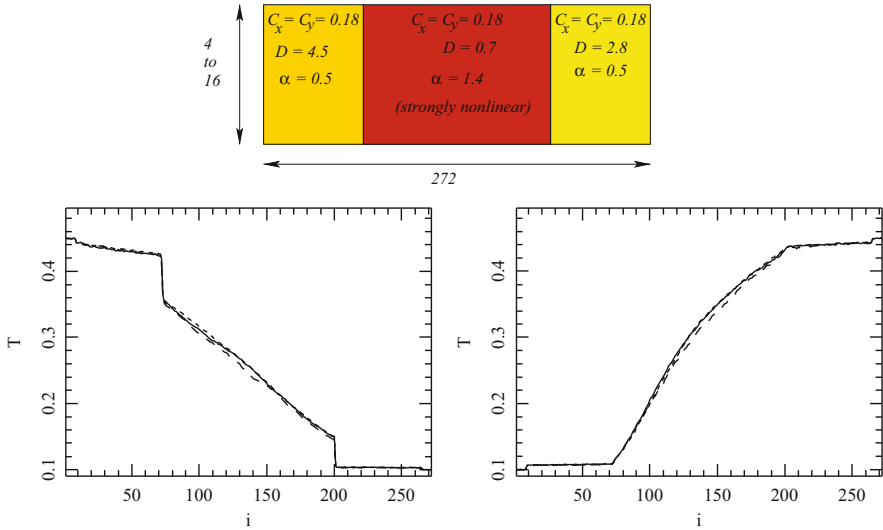 C_x = C_y = 0.18 C_x = C_y = 0.18 C_x = C_y = 0.18
D = 4.5 D = 0.7 D = 2.8
α = 0.5 α = 1.4 α = 0.5
(strongly nonlinear)
4
to
16
272
0.4
0.3
0.2
0.1
T
50 100 150 200 250
i
0.4
0.3
0.2
0.1
T
50 100 150 200 250
i